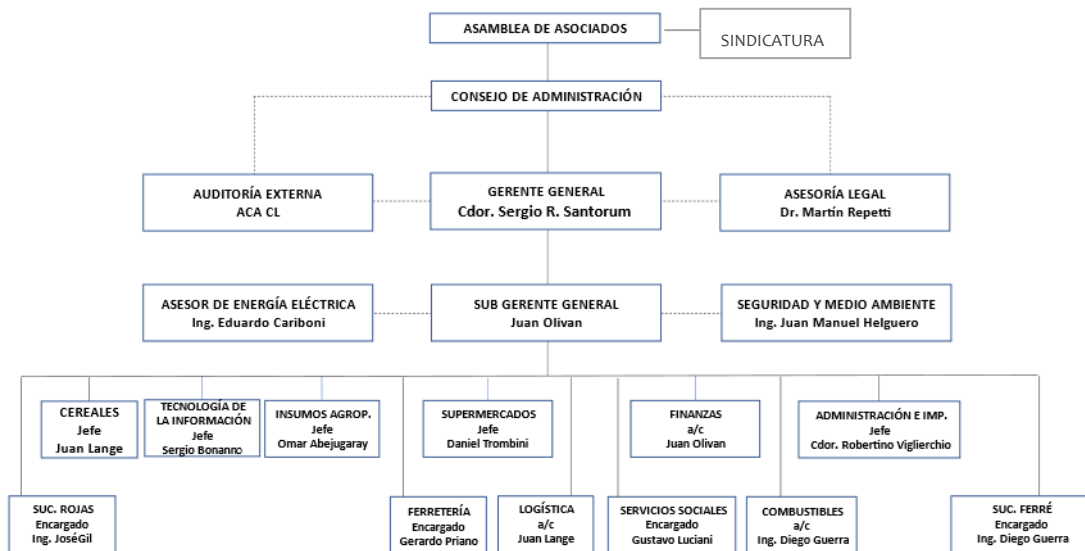 ASAMBLEA DE ASOCIADOS
SINDICATURA
CONSEJO DE ADMINISTRACIÓN
AUDITORÍA EXTERNA
ACA CL
GERENTE GENERAL
Cdor. Sergio R. Santorum
ASESORÍA LEGAL
Dr. Martín Repetti
ASESOR DE ENERGÍA ELÉCTRICA
Ing. Eduardo Cariboni
SUB GERENTE GENERAL
Juan Olivan
SEGURIDAD Y MEDIO AMBIENTE
Ing. Juan Manuel Helguero
CEREALES
Jefe
Juan Lange
TECNOLOGÍA DE
LA INFORMACIÓN
Jefe
Sergio Bonanno
INSUMOS AGROP.
Jefe
Omar Abejugaray
SUPERMERCADOS
Jefe
Daniel Trombini
FINANZAS
a/c
Juan Olivan
ADMINISTRACIÓN E IMP.
Jefe
Cdor. Robertino Viglierchio
SUC. ROJAS
Encargado
Ing. JoséGil
FERRETERÍA
Encargado
Gerardo Priano
LOGÍSTICA
a/c
Juan Lange
SERVICIOS SOCIALES
Encargado
Gustavo Luciani
COMBUSTIBLES
a/c
Ing. Diego Guerra
SUC. FERRÉ
Encargado
Ing. Diego Guerra